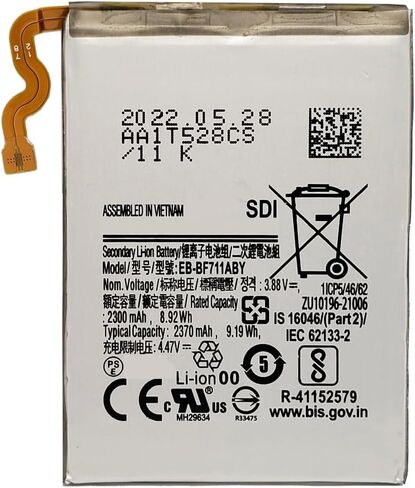 21
87
2022.05.28
AA1T528CS
/11 K
ASSEMBLED IN VIETNAM
SDI
Secondary Li-ion Battery/锂离子电池组/二次鋰電池組
Model/型号/型號:EB-BF711ABY
Nom. Voltage / 标称电压 / 標稱電壓 / 정격 : 3.88 V⎓
1ICP5/46/62
额定容量 / 額定容量 / Rated Capacity
ZU10196-21006
: 2300 mAh / 8.92 Wh
IS 16046/(Part2)/
Typical Capacity : 2370 mAh / 9.19 Wh
IEC 62133-2
充电限制电压: 4.47V⎓
PS
E
Li-ion 00
5
CE
c RU us
MH29634
R33475
R-41152579
www.bis.gov.in